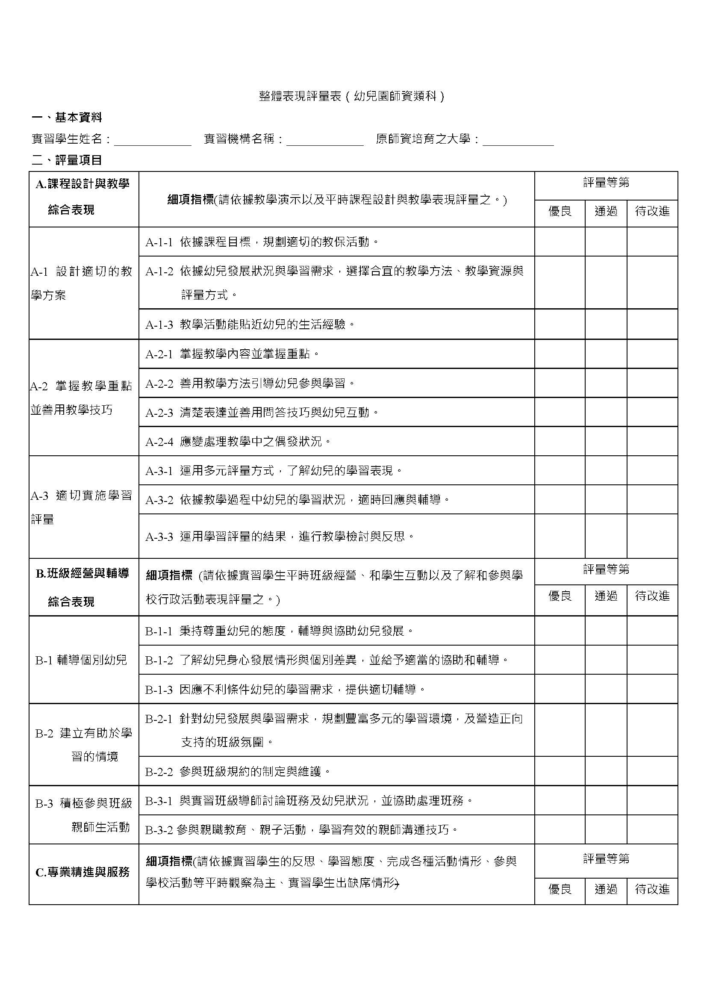 整體表現評量表（幼兒園師資類科）
一、基本資料
實習學生姓名：____________ 實習機構名稱：____________ 原師資培育之大學：___________
二、評量項目
A.課程設計與教學
綜合表現
細項指標(請依據教學演示以及平時課程設計與教學表現評量之。)
評量等第
優良 通過 待改進
A-1 設計適切的教
學方案
A-1-1 依據課程目標，規劃適切的教保活動。
A-1-2 依據幼兒發展狀況與學習需求，選擇合宜的教學方法、教學資源與
評量方式。
A-1-3 教學活動能貼近幼兒的生活經驗。
A-2 掌握教學重點
並善用教學技巧
A-2-1 掌握教學內容並掌握重點。
A-2-2 善用教學方法引導幼兒參與學習。
A-2-3 清楚表達並善用問答技巧與幼兒互動。
A-2-4 應變處理教學中之偶發狀況。
A-3 適切實施學習
評量
A-3-1 運用多元評量方式，了解幼兒的學習表現。
A-3-2 依據教學過程中幼兒的學習狀況，適時回應與輔導。
A-3-3 運用學習評量的結果，進行教學檢討與反思。
B.班級經營與輔導
綜合表現
細項指標 (請依據實習學生平時班級經營、和學生互動以及了解和參與學
校行政活動表現評量之。)
評量等第
優良 通過 待改進
B-1 輔導個別幼兒
B-1-1 秉持尊重幼兒的態度，輔導與協助幼兒發展。
B-1-2 了解幼兒身心發展情形與個別差異，並給予適當的協助和輔導。
B-1-3 因應不利條件幼兒的學習需求，提供適切輔導。
B-2 建立有助於學
習的情境
B-2-1 針對幼兒發展與學習需求，規劃豐富多元的學習環境，及營造正向
支持的班級氛圍。
B-2-2 參與班級規約的制定與維護。
B-3 積極參與班級
親師生活動
B-3-1 與實習班級導師討論班務及幼兒狀況，並協助處理班務。
B-3-2 參與親職教育、親子活動，學習有效的親師溝通技巧。
C.專業精進與服務
細項指標(請依據實習學生的反思、學習態度、完成各種活動情形、參與
學校活動等平時觀察為主、實習學生出缺席情形)
評量等第
優良 通過 待改進